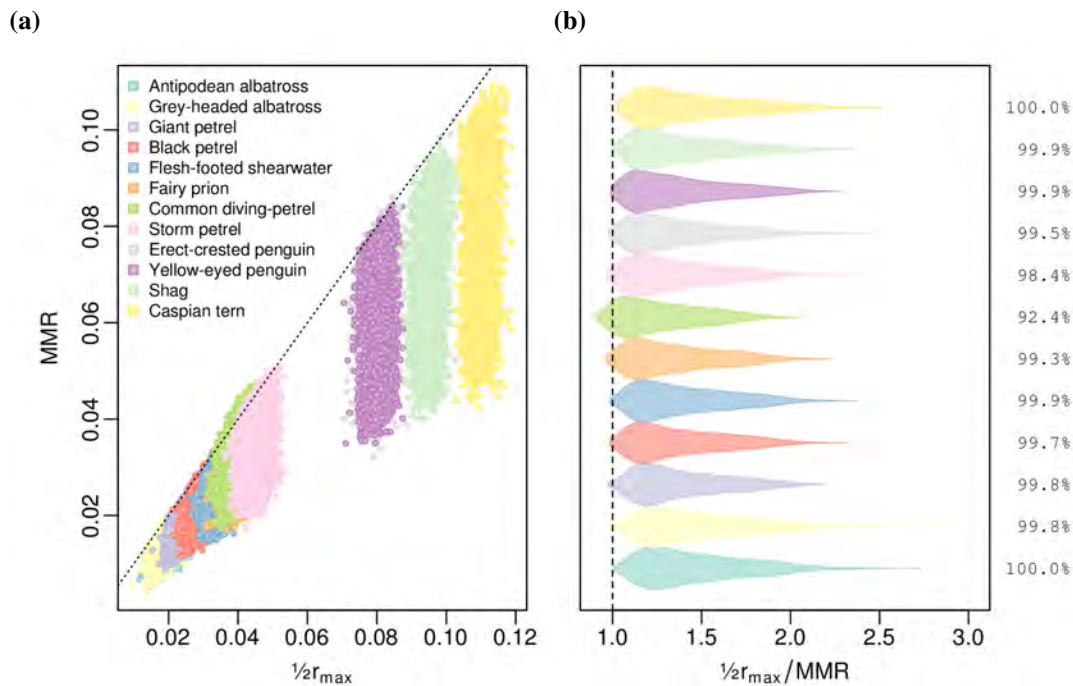 (a)
Antipodean albatross
Grey-headed albatross
Giant petrel
Black petrel
Flesh-footed shearwater
Fairy prion
Common diving-petrel
Storm petrel
Erect-crested penguin
Yellow-eyed penguin
Shag
Caspian tern
MMR
0.10
0.08
0.06
0.04
0.02
0.02 0.04 0.06 0.08 0.10 0.12
½rmax
(b)
100.0%
99.9%
99.9%
99.5%
98.4%
92.4%
99.3%
99.9%
99.7%
99.8%
99.8%
100.0%
1.0 1.5 2.0 2.5 3.0
½rmax/MMR